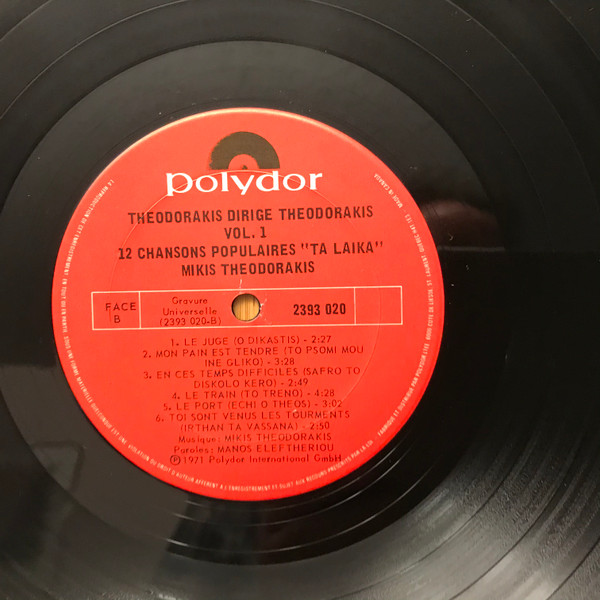 polydor
THEODORAKIS DIRIGE THEODORAKIS
VOL. 1
12 CHANSONS POPULAIRES "TA LAIKA"
MIKIS THEODORAKIS
FACE
B
Gravure
Universelle
(2393 020-B)
2393 020
1. LE JUGE (O DIKASTIS) - 2:27
2. MON PAIN EST TENDRE (TO PSOMI MOU
INE GLIKO) - 3:28
3. EN CES TEMPS DIFFICILES (SAFRO TO
DISKOLO KERO) - 2:49
4. LE TRAIN (TO TRENO) - 4:28
5. LE PORT (ECHI O THEOS) - 3:02
6. TOI SONT VENUS LES TOURMENTS
(IRTHAN TA VASSANA) - 2:50
Musique: MIKIS THEODORAKIS
Paroles: MANOS ELEFTHERIOU
Ⓟ1971 Polydor International GmbH
MADE IN CANADA